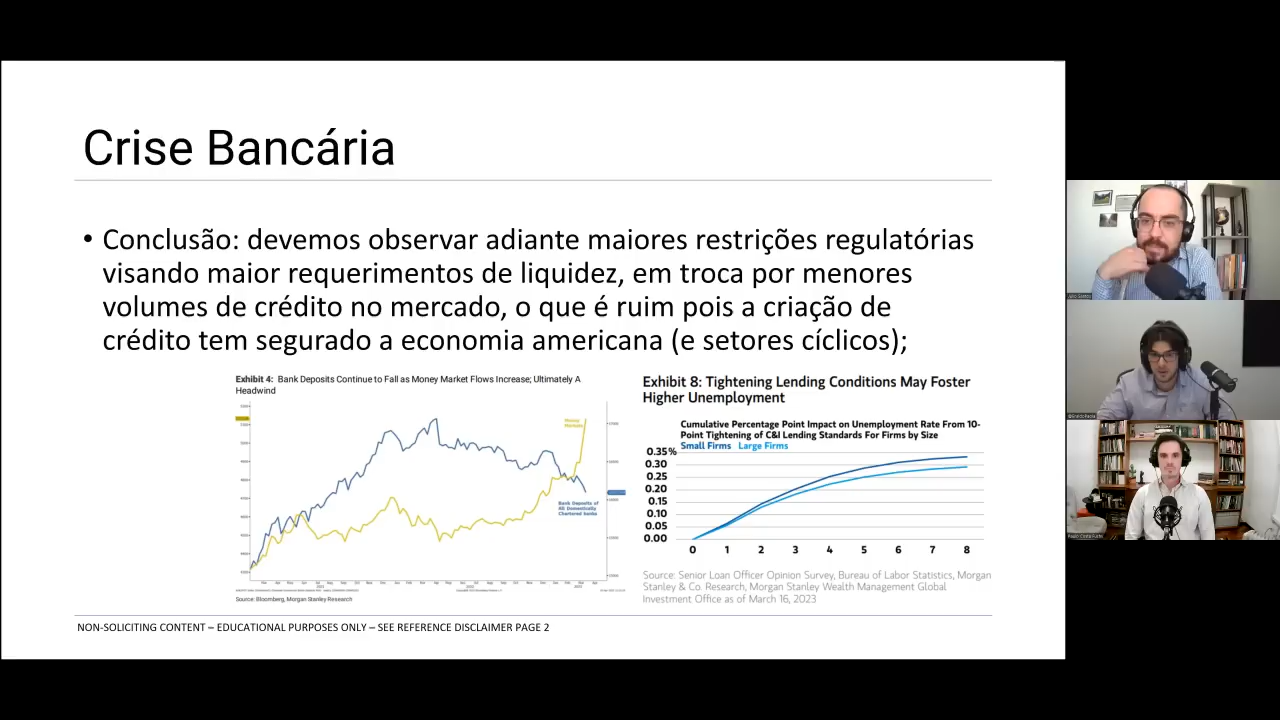 Crise Bancária
• Conclusão: devemos observar adiante maiores restrições regulatórias
visando maior requerimentos de liquidez, em troca por menores
volumes de crédito no mercado, o que é ruim pois a criação de
crédito tem segurado a economia americana (e setores cíclicos);
Exhibit 4: Bank Deposits Continue to Fall as Money Market Flows Increase; Ultimately A
Headwind
Money
Markets
Bank Deposits of
All Domestically
Chartered banks
Source: Bloomberg, Morgan Stanley Research
Exhibit 8: Tightening Lending Conditions May Foster
Higher Unemployment
Cumulative Percentage Point Impact on Unemployment Rate From 10-
Point Tightening of C&I Lending Standards For Firms by Size
Small Firms Large Firms
0.35%
0.30
0.25
0.20
0.15
0.10
0.05
0.00
0 1 2 3 4 5 6 7 8
Source: Senior Loan Officer Opinion Survey, Bureau of Labor Statistics, Morgan
Stanley & Co. Research, Morgan Stanley Wealth Management Global
Investment Office as of March 16, 2023
NON-SOLICITING CONTENT – EDUCATIONAL PURPOSES ONLY – SEE REFERENCE DISCLAIMER PAGE 2